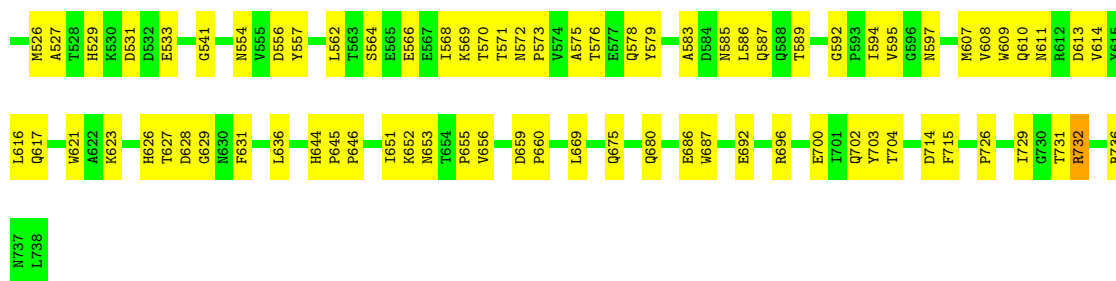 M526 A527 T528 H529 K530 D531 D532 E533 G541 N554 V555 D556 Y557 L562 T563 S564 E565 E566 E567 I568 K569 T570 T571 N572 P573 V574 A575 T576 E577 Q578 Y579 A583 D584 N585 L586 Q587 Q588 T589 G592 P593 I594 V595 G596 N597 M607 V608 W609 Q610 N611 R612 D613 V614 Y615
L616 Q617 W621 A622 K623 H626 T627 D628 G629 N630 F631 L636 H644 P645 P646 I651 K652 N653 T654 P655 V656 D659 P660 L669 Q675 Q680 E686 W687 E692 R696 E700 I701 Q702 Y703 T704 D714 F715 P726 I729 G730 T731 R732 R736
N737 L738